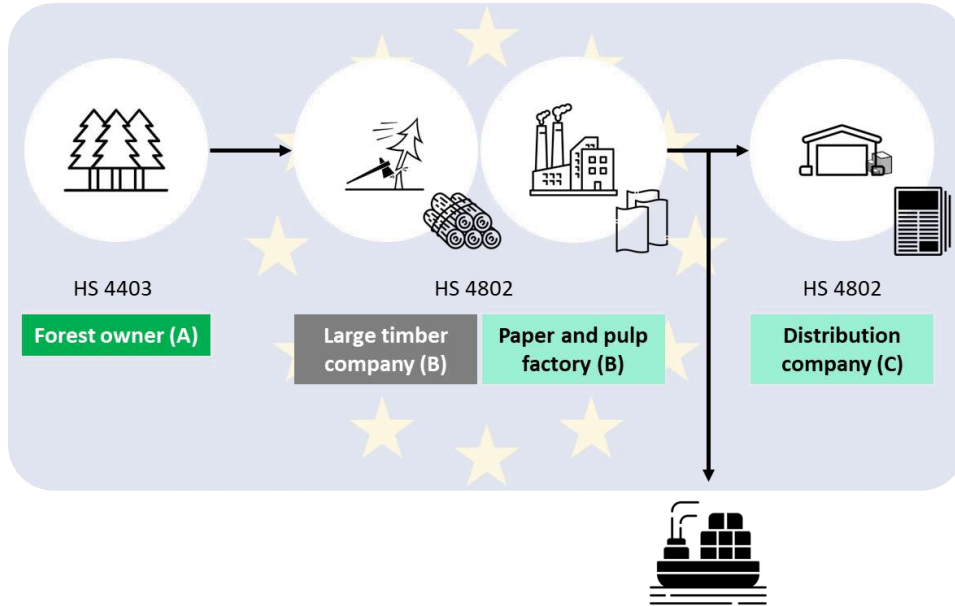 HS 4403
HS 4802
HS 4802
Forest owner (A)
Large timber
company (B)
Paper and pulp
factory (B)
Distribution
company (C)